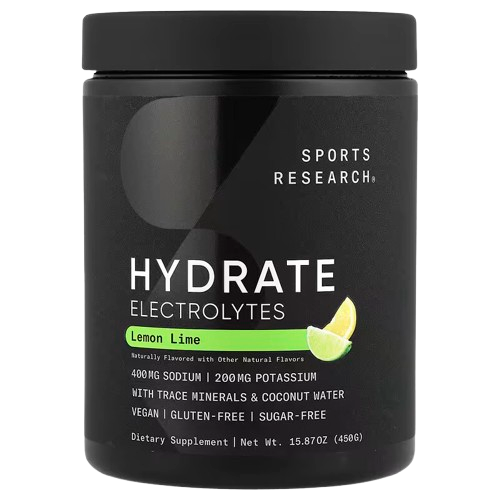 SPORTS
RESEARCH®
HYDRATE
ELECTROLYTES
Lemon Lime
Naturally Flavored with Other Natural Flavors
400MG SODIUM | 200MG POTASSIUM
WITH TRACE MINERALS & COCONUT WATER
VEGAN | GLUTEN-FREE | SUGAR-FREE
Dietary Supplement | Net Wt. 15.87OZ (450G)